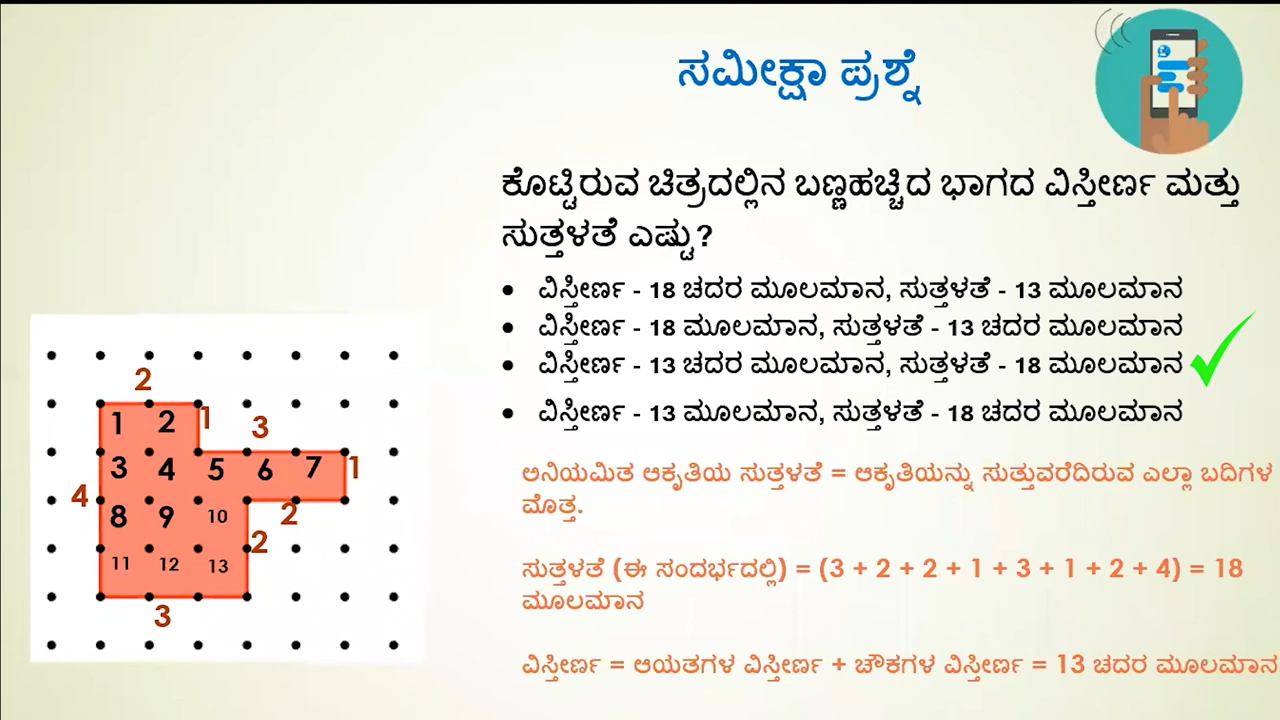 ಸಮೀಕ್ಷಾ ಪ್ರಶ್ನೆ
ಕೊಟ್ಟಿರುವ ಚಿತ್ರದಲ್ಲಿನ ಬಣ್ಣಹಚ್ಚಿದ ಭಾಗದ ವಿಸ್ತೀರ್ಣ ಮತ್ತು
ಸುತ್ತಳತೆ ಎಷ್ಟು?
• ವಿಸ್ತೀರ್ಣ - 18 ಚದರ ಮೂಲಮಾನ, ಸುತ್ತಳತೆ - 13 ಮೂಲಮಾನ
• ವಿಸ್ತೀರ್ಣ - 18 ಮೂಲಮಾನ, ಸುತ್ತಳತೆ - 13 ಚದರ ಮೂಲಮಾನ
• ವಿಸ್ತೀರ್ಣ - 13 ಚದರ ಮೂಲಮಾನ, ಸುತ್ತಳತೆ - 18 ಮೂಲಮಾನ
• ವಿಸ್ತೀರ್ಣ - 13 ಮೂಲಮಾನ, ಸುತ್ತಳತೆ - 18 ಚದರ ಮೂಲಮಾನ
2
1 2 1 3
3 4 5 6 7 1
4 8 9 10 2
2
11 12 13
3
ಅನಿಯಮಿತ ಆಕೃತಿಯ ಸುತ್ತಳತೆ = ಆಕೃತಿಯನ್ನು ಸುತ್ತುವರೆದಿರುವ ಎಲ್ಲಾ ಬದಿಗಳ
ಮೊತ್ತ.
ಸುತ್ತಳತೆ (ಈ ಸಂದರ್ಭದಲ್ಲಿ) = (3 + 2 + 2 + 1 + 3 + 1 + 2 + 4) = 18
ಮೂಲಮಾನ
ವಿಸ್ತೀರ್ಣ = ಆಯತಗಳ ವಿಸ್ತೀರ್ಣ + ಚೌಕಗಳ ವಿಸ್ತೀರ್ಣ = 13 ಚದರ ಮೂಲಮಾನ